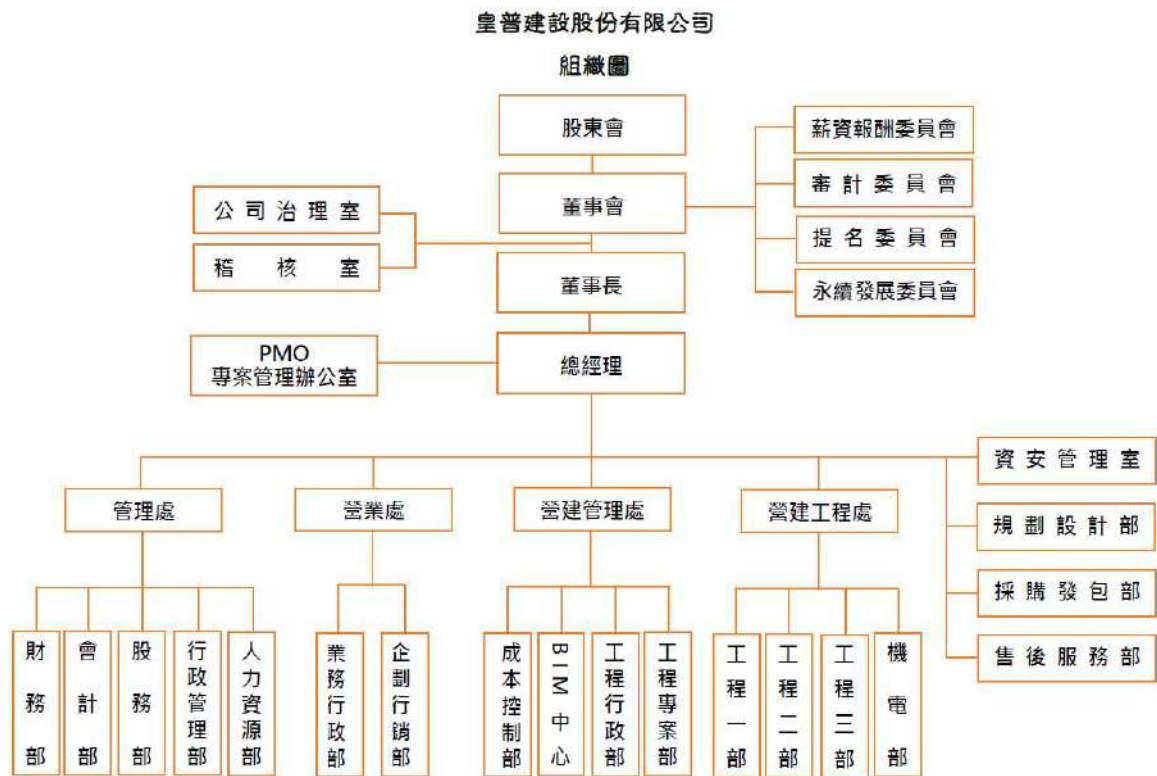 皇普建設股份有限公司
組織圖
股東會
薪資報酬委員會
審計委員會
董事會
公司治理室
提名委員會
稽核室
董事長
永續發展委員會
PMO
專案管理辦公室
總經理
資安管理室
管理處
營業處
營建管理處
營建工程處
規劃設計部
採購發包部
售後服務部
財務部
會計部
股務部
行政管理部
人力資源部
業務行政部
企劃行銷部
成本控制部
BIM中心
工程行政部
工程專案部
工程一部
工程二部
工程三部
機電部